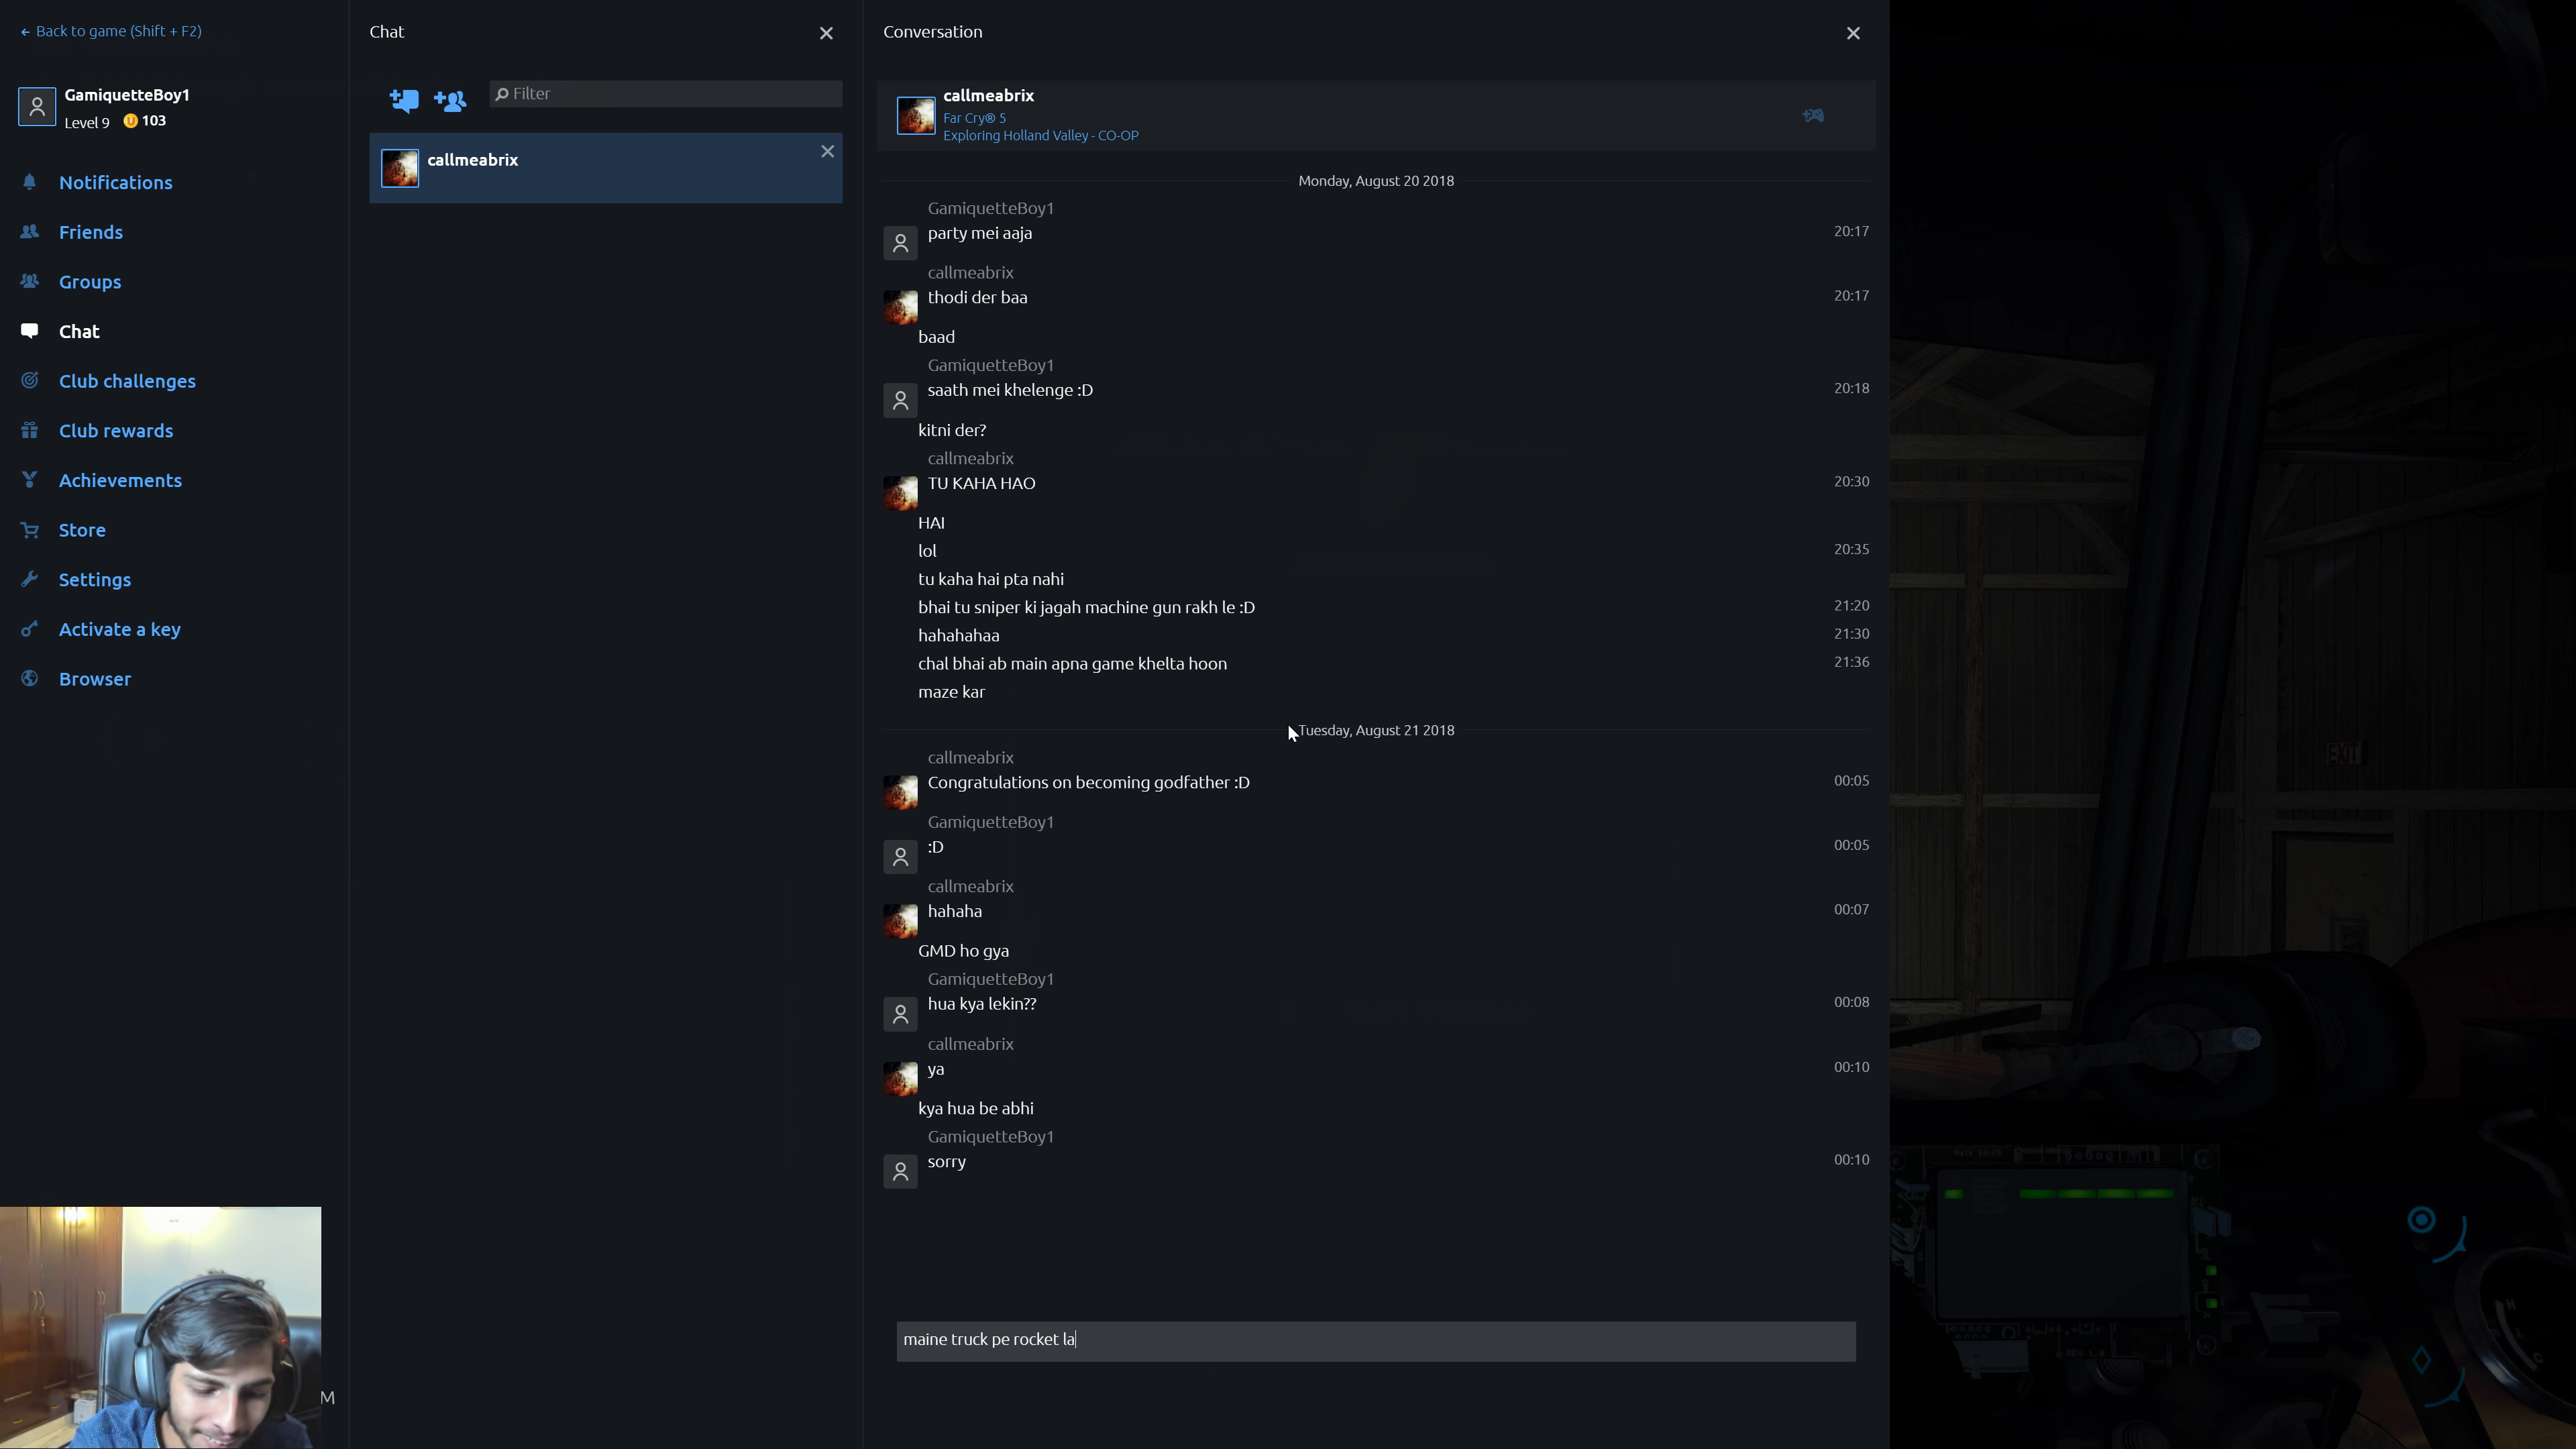 Back to game (Shift + F2)
GamiquetteBoy1
Level 9 103
Notifications
Friends
Groups
Chat
Club challenges
Club rewards
Achievements
Store
Settings
Activate a key
Browser
M
Chat
Filter
callmeabrix
Conversation
callmeabrix
Far Cry® 5
Exploring Holland Valley - CO-OP
Monday, August 20 2018
GamiquetteBoy1
party mei aaja 20:17
callmeabrix
thodi der baa 20:17
baad
GamiquetteBoy1
saath mei khelenge :D 20:18
kitni der?
callmeabrix
TU KAHA HAO 20:30
HAI
lol 20:35
tu kaha hai pta nahi
bhai tu sniper ki jagah machine gun rakh le :D 21:20
hahahahaa 21:30
chal bhai ab main apna game khelta hoon 21:36
maze kar
Tuesday, August 21 2018
callmeabrix
Congratulations on becoming godfather :D 00:05
GamiquetteBoy1
:D 00:05
callmeabrix
hahaha 00:07
GMD ho gya
GamiquetteBoy1
hua kya lekin?? 00:08
callmeabrix
ya 00:10
kya hua be abhi
GamiquetteBoy1
sorry 00:10
maine truck pe rocket la
EXIT